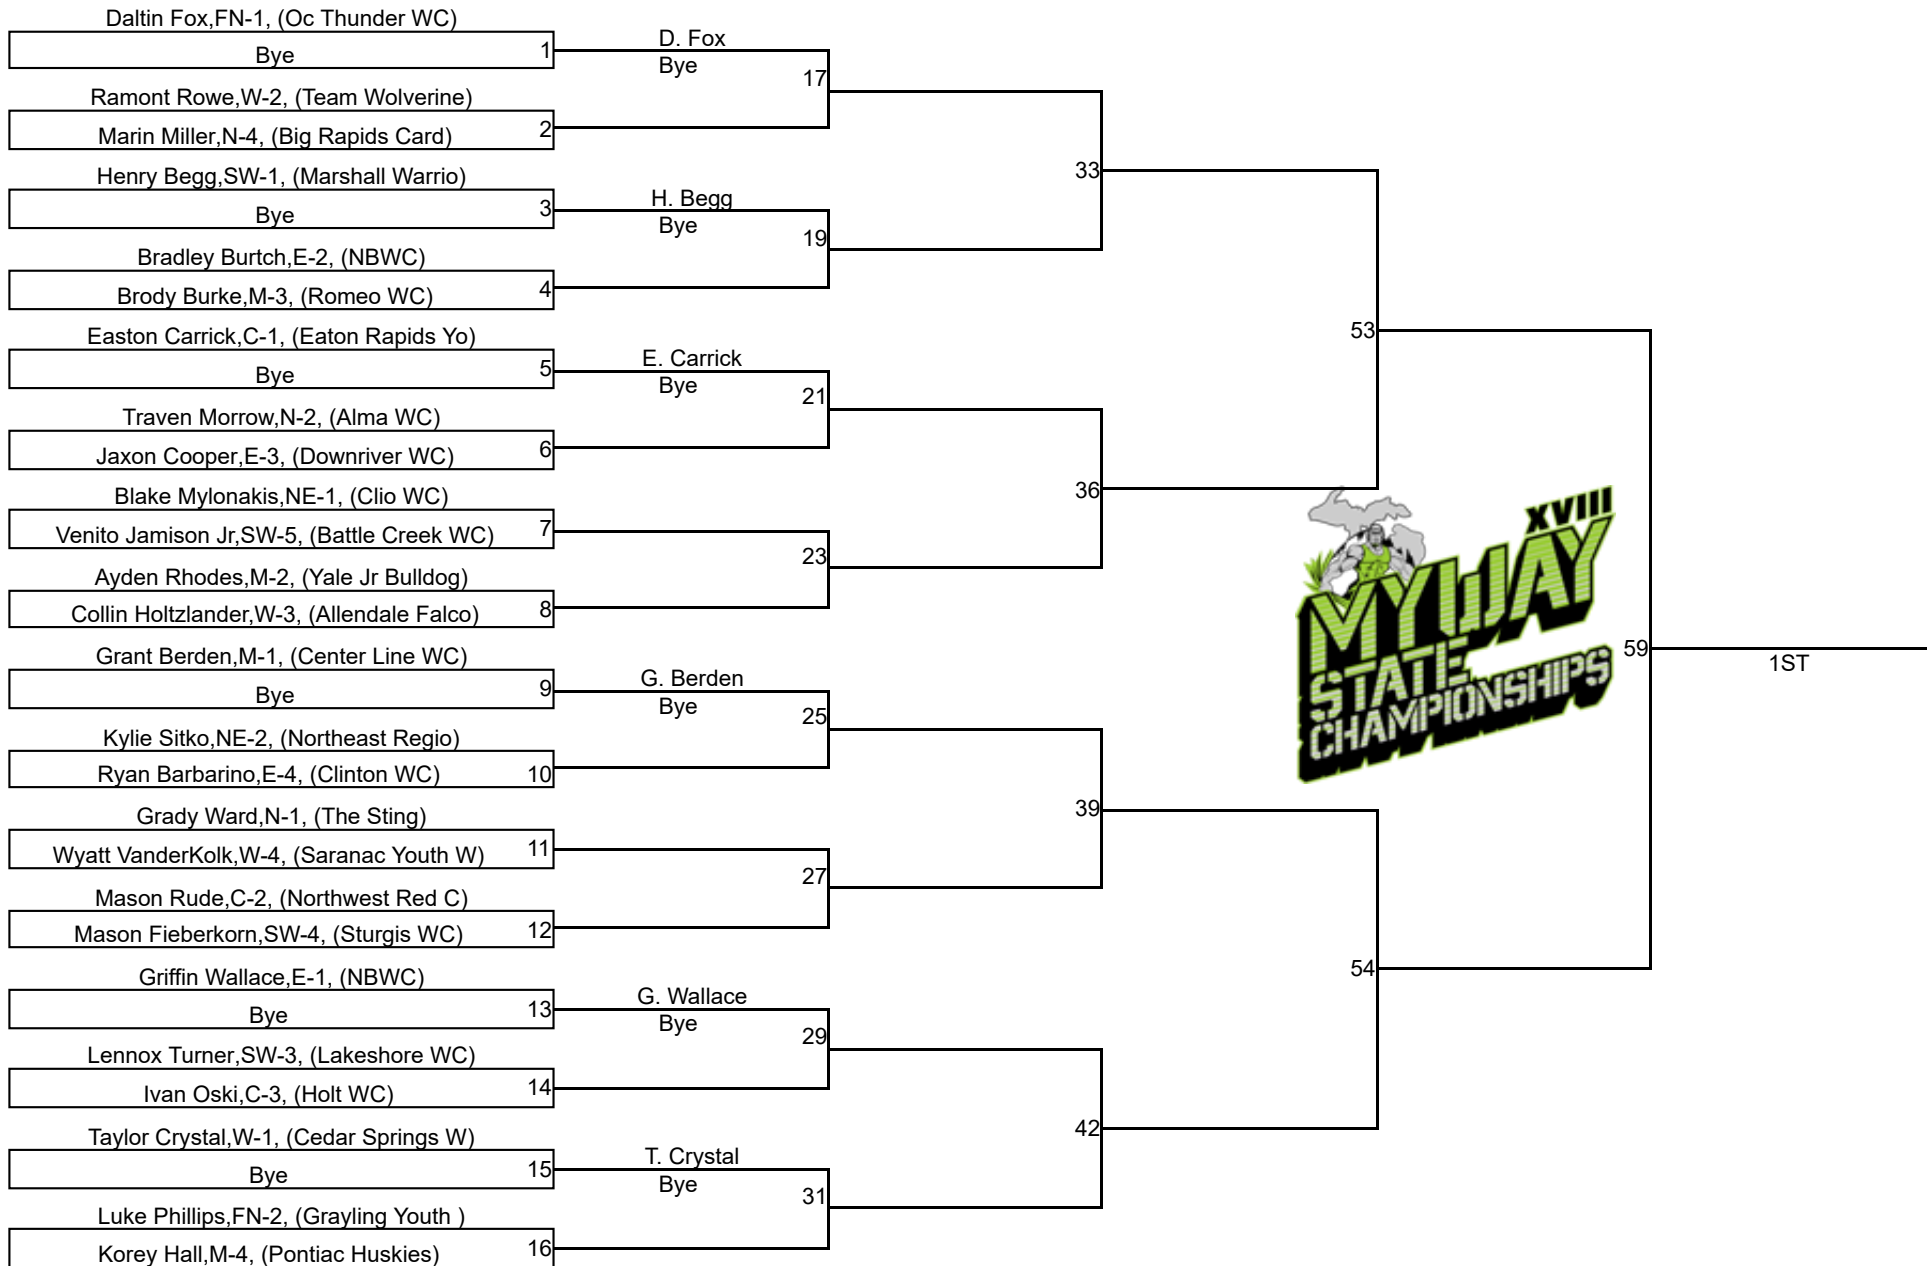 Daltin Fox,FN-1, (Oc Thunder WC)
Bye
1
D. Fox
Bye
17
Ramont Rowe,W-2, (Team Wolverine)
Marin Miller,N-4, (Big Rapids Card)
2
33
Henry Begg,SW-1, (Marshall Warrio)
Bye
3
H. Begg
Bye
19
Bradley Burtch,E-2, (NBWC)
Brody Burke,M-3, (Romeo WC)
4
53
Easton Carrick,C-1, (Eaton Rapids Yo)
Bye
5
E. Carrick
Bye
21
Traven Morrow,N-2, (Alma WC)
Jaxon Cooper,E-3, (Downriver WC)
6
36
Blake Mylonakis,NE-1, (Clio WC)
Venito Jamison Jr,SW-5, (Battle Creek WC)
7
23
Ayden Rhodes,M-2, (Yale Jr Bulldog)
Collin Holtzlander,W-3, (Allendale Falco)
8
XVIII
MYWAY
STATE
CHAMPIONSHIPS
59
1ST
Grant Berden,M-1, (Center Line WC)
Bye
9
G. Berden
Bye
25
Kylie Sitko,NE-2, (Northeast Regio)
Ryan Barbarino,E-4, (Clinton WC)
10
39
Grady Ward,N-1, (The Sting)
Wyatt VanderKolk,W-4, (Saranac Youth W)
11
27
Mason Rude,C-2, (Northwest Red C)
Mason Fieberkorn,SW-4, (Sturgis WC)
12
54
Griffin Wallace,E-1, (NBWC)
Bye
13
G. Wallace
Bye
29
Lennox Turner,SW-3, (Lakeshore WC)
Ivan Oski,C-3, (Holt WC)
14
42
Taylor Crystal,W-1, (Cedar Springs W)
Bye
15
T. Crystal
Bye
31
Luke Phillips,FN-2, (Grayling Youth )
Korey Hall,M-4, (Pontiac Huskies)
16